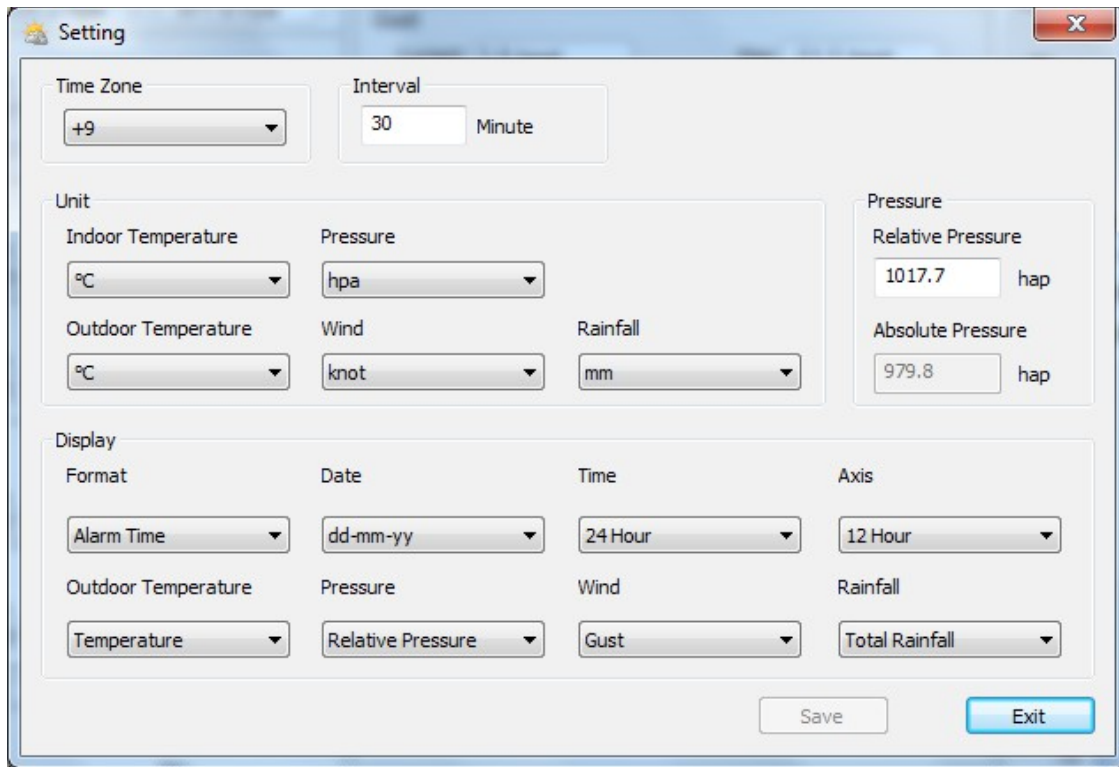 Setting
Time Zone
+9
Interval
30 Minute
Unit
Indoor Temperature
°C
Pressure
hpa
Outdoor Temperature
°C
Wind
knot
Rainfall
mm
Pressure
Relative Pressure
1017.7 hap
Absolute Pressure
979.8 hap
Display
Format
Alarm Time
Date
dd-mm-yy
Time
24 Hour
Axis
12 Hour
Outdoor Temperature
Temperature
Pressure
Relative Pressure
Wind
Gust
Rainfall
Total Rainfall
Save
Exit